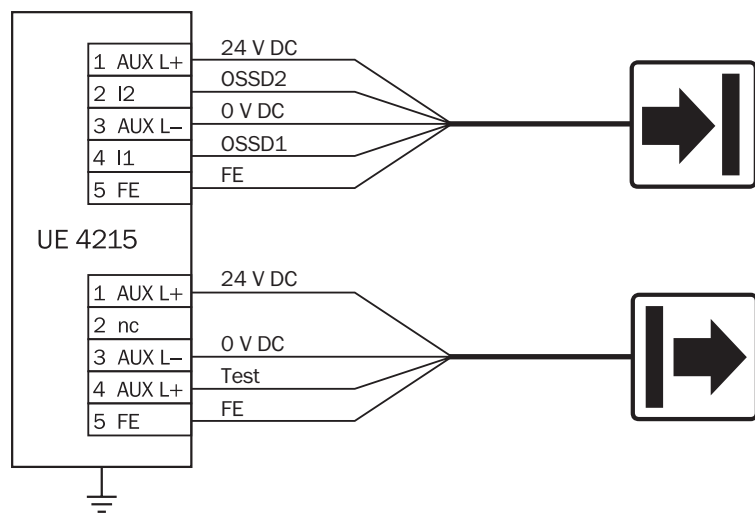 1 AUX L+ 24 V DC
2 I2 OSSD2
3 AUX L− 0 V DC
4 I1 OSSD1
5 FE FE
UE 4215
1 AUX L+ 24 V DC
2 nc
3 AUX L− 0 V DC
4 AUX L+ Test
5 FE FE